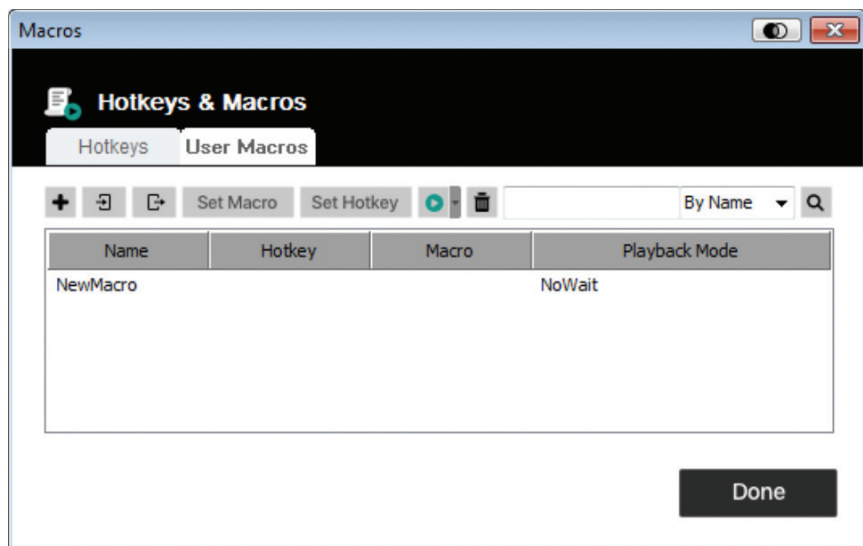 Macros
Hotkeys & Macros
Hotkeys User Macros
Set Macro Set Hotkey By Name
Name Hotkey Macro Playback Mode
NewMacro NoWait
Done